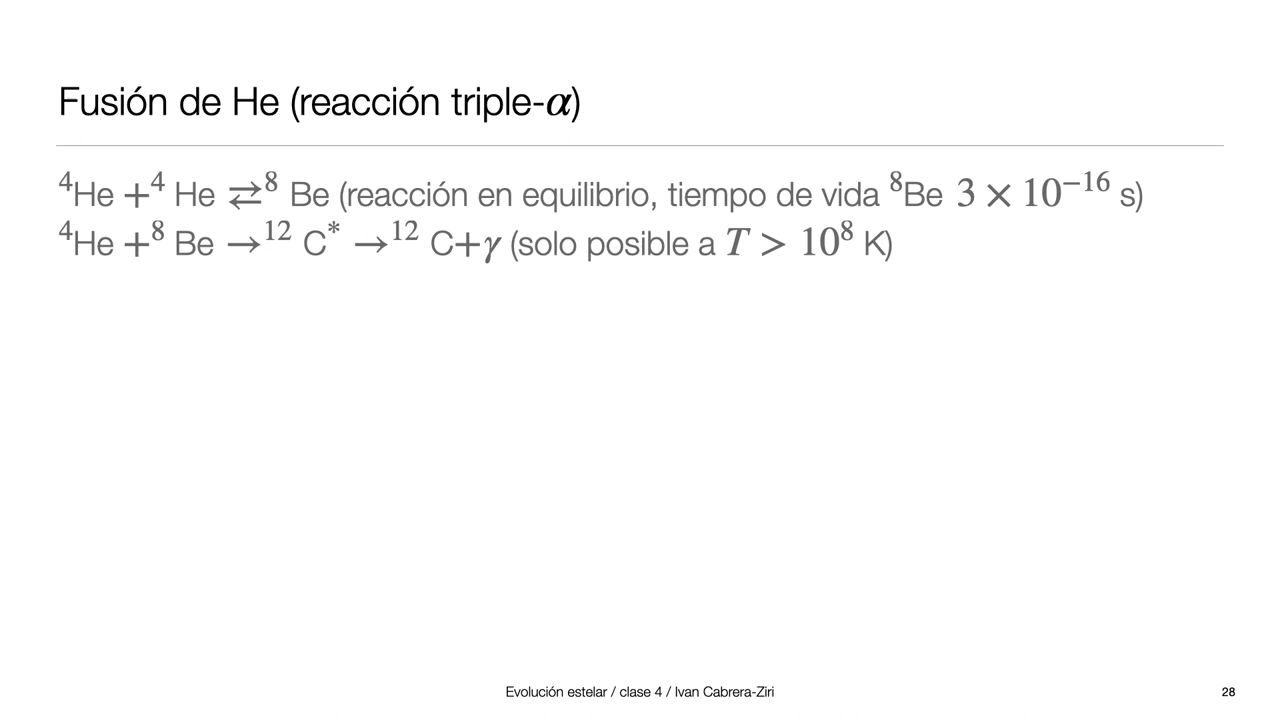 Fusión de He (reacción triple-α)
⁴He +⁴ He ⇄⁸ Be (reacción en equilibrio, tiempo de vida ⁸Be 3 × 10⁻¹⁶ s)
⁴He +⁸ Be →¹² C* →¹² C+γ (solo posible a T > 10⁸ K)
Evolución estelar / clase 4 / Ivan Cabrera-Ziri
28